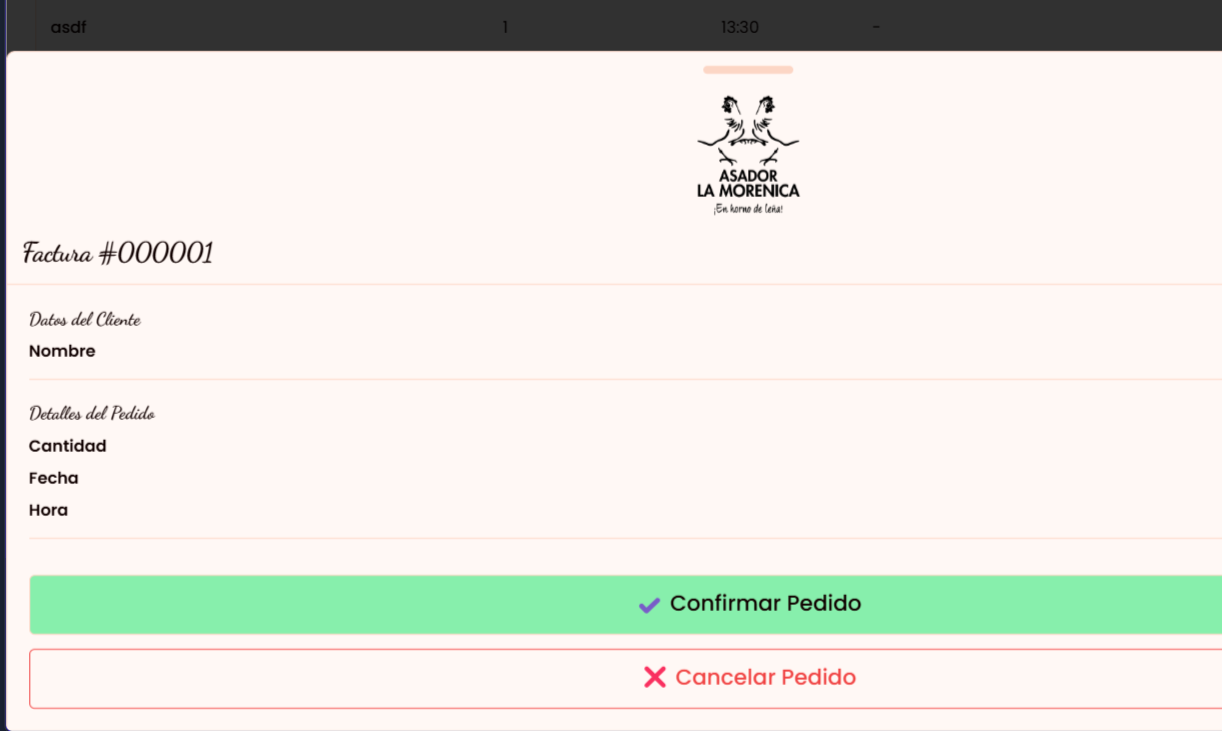 asdf 1 13:30 -
ASADOR
LA MORENICA
¡En horno de leña!
Factura #000001
Datos del Cliente
Nombre
Detalles del Pedido
Cantidad
Fecha
Hora
Confirmar Pedido
Cancelar Pedido